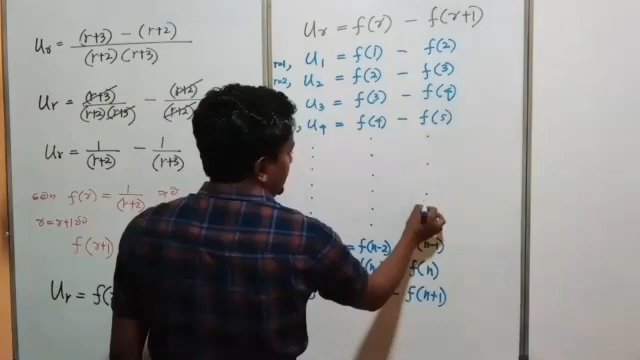 Ur = (r+3) - (r+2) / (r+2)(r+3)
Ur = (r+3) / (r+2)(r+3) - (r+2) / (r+2)
Ur = 1 / (r+2) - 1 / (r+3)
f(r) = 1 / (r+2)
r = r+1
f(r+1)
Ur = f(
Ur = f(r) - f(r+1)
r=1, U1 = f(1) - f(2)
r=2, U2 = f(2) - f(3)
U3 = f(3) - f(4)
U4 = f(4) - f(5)
= f(n-2) (n-1)
f(n f(n)
- f(n+1)